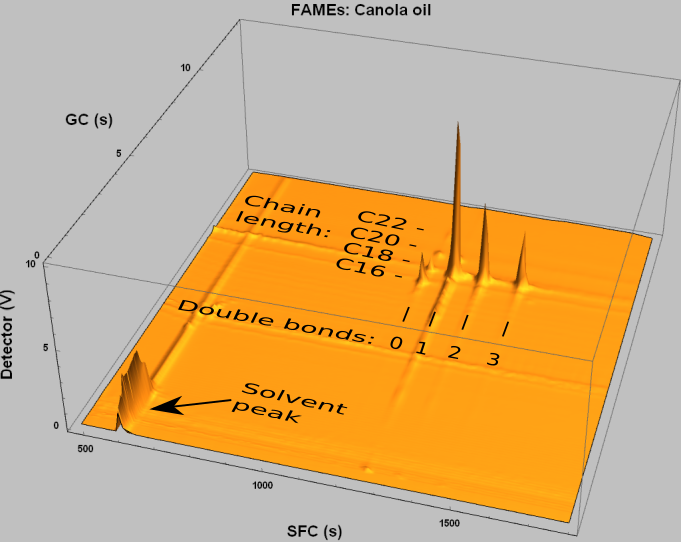 FAMEs: Canola oil
10
GC (s)
5
0
Chain length:
C22 -
C20 -
C18 -
C16 -
10
Detector (V)
5
0
Double bonds: 0 1 2 3
Solvent
peak
500
1000
1500
SFC (s)